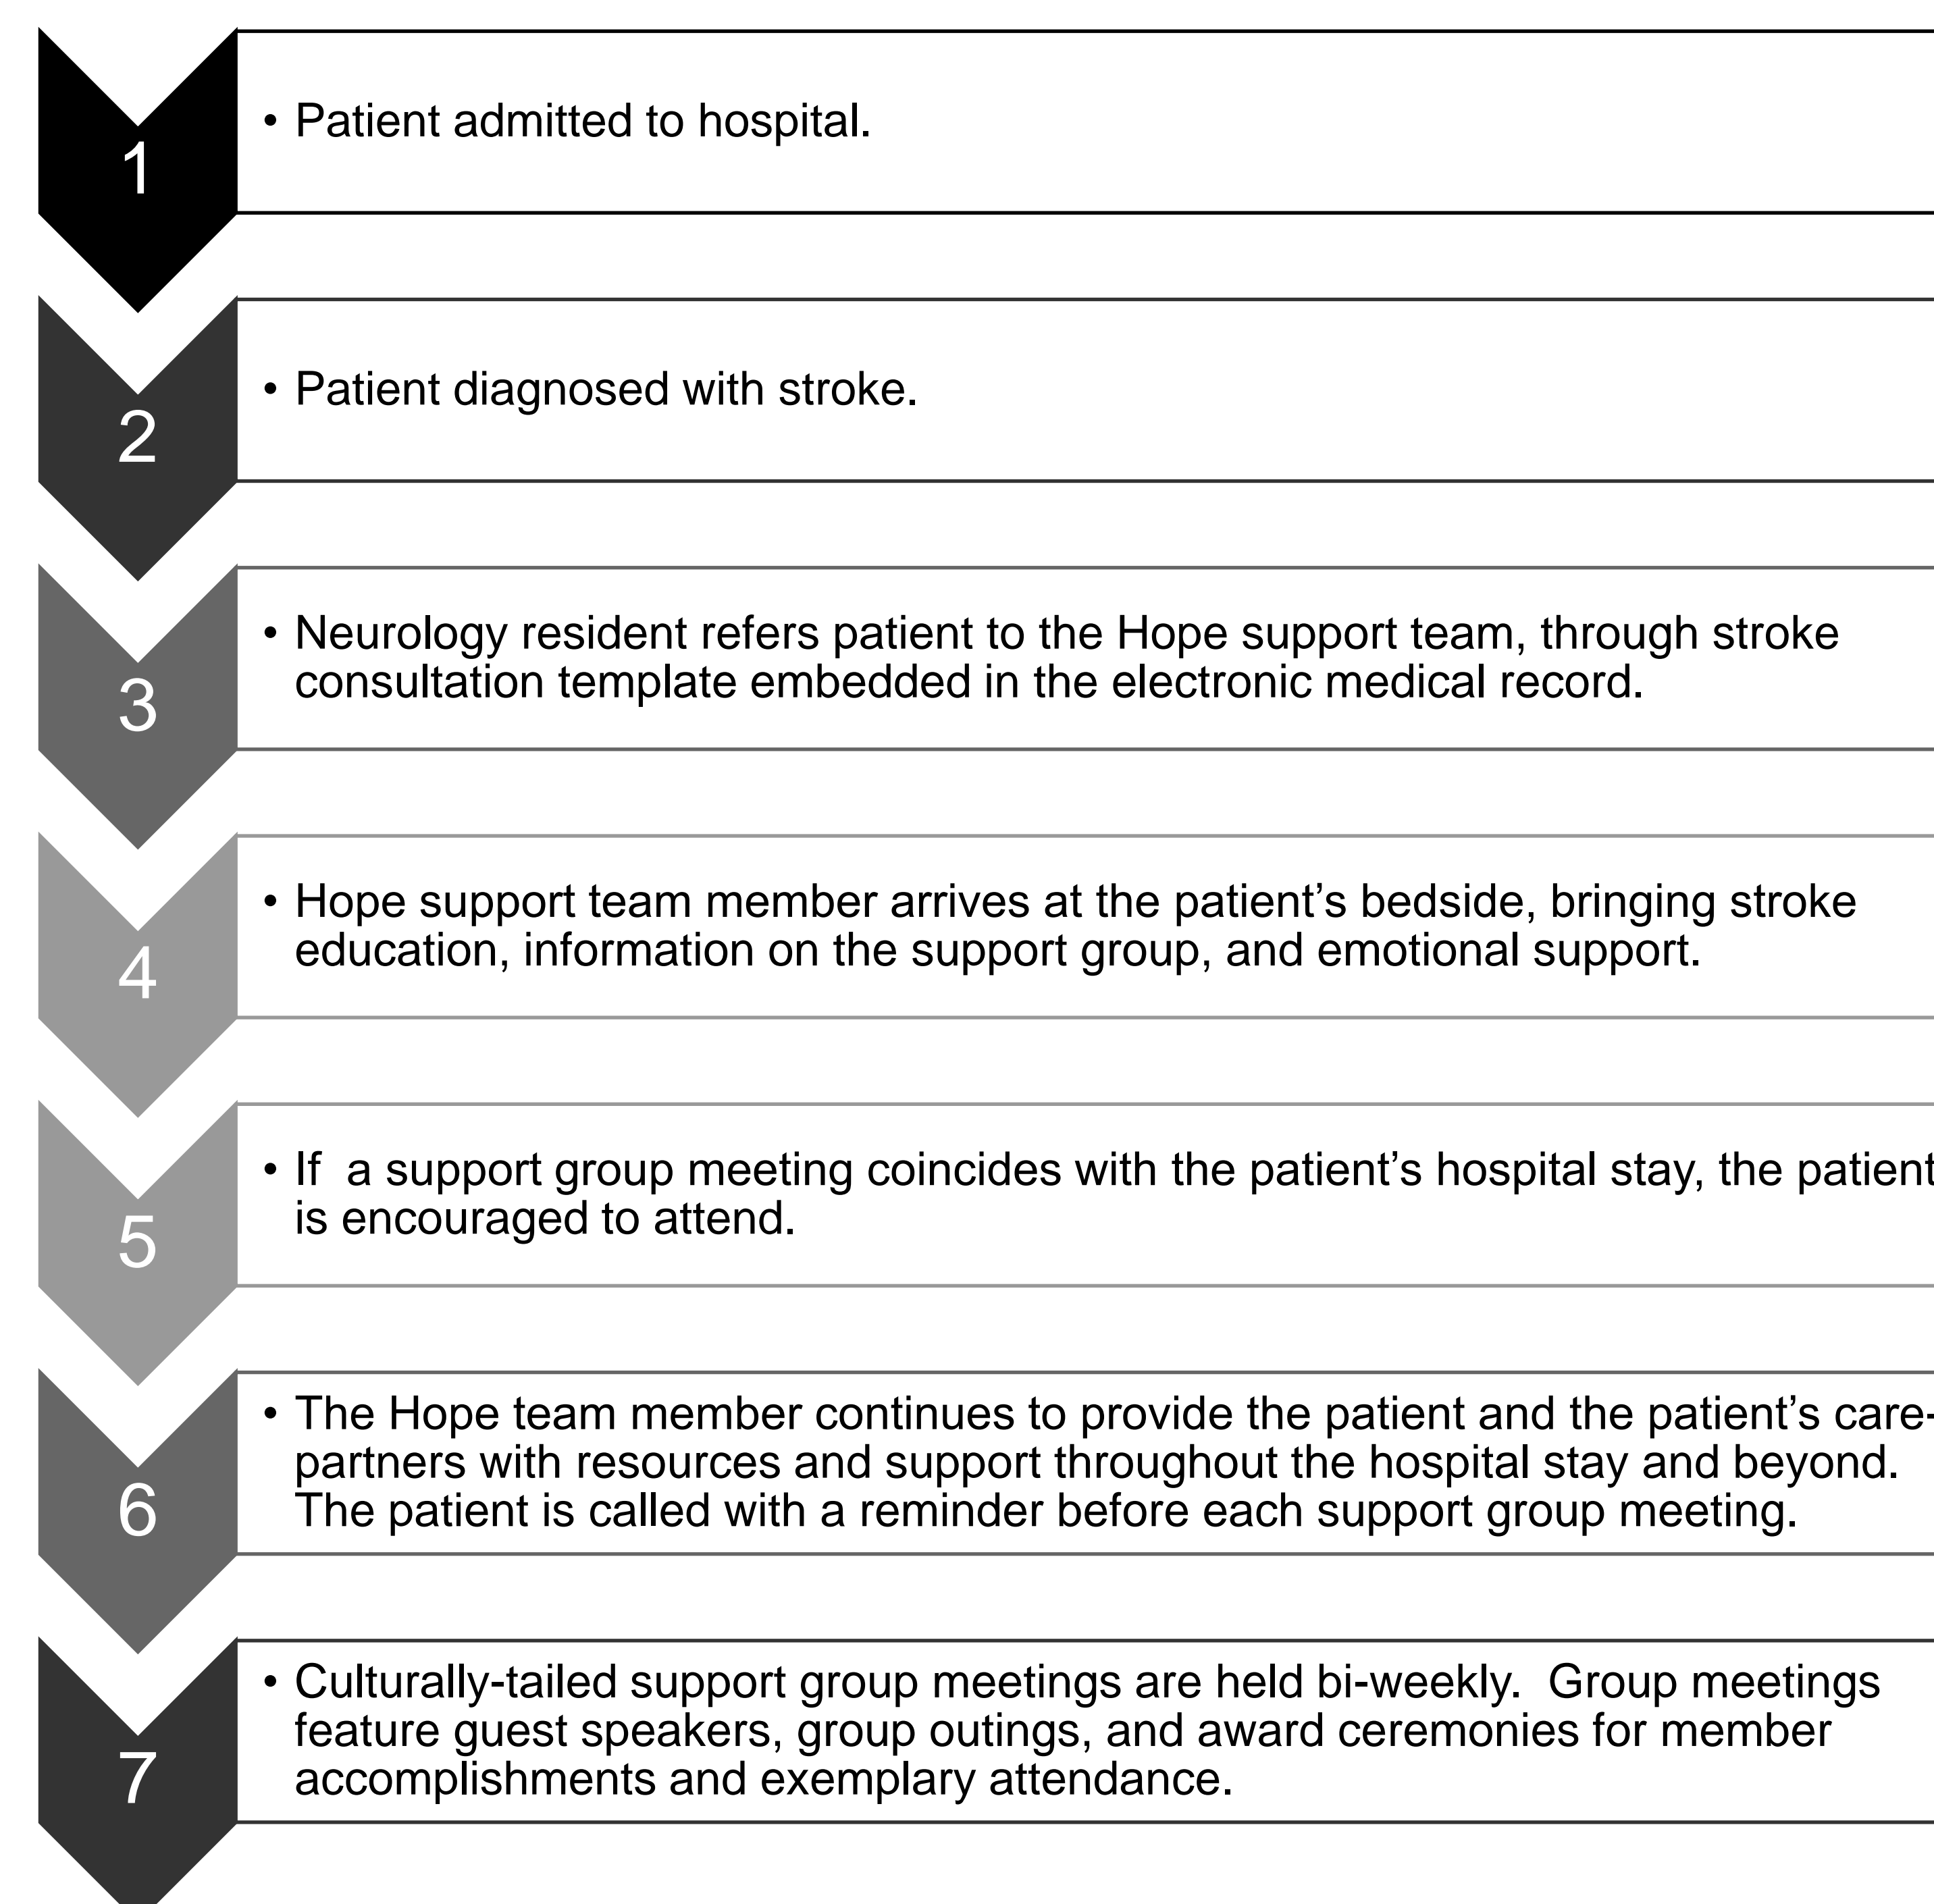 1
• Patient admitted to hospital.
2
• Patient diagnosed with stroke.
3
• Neurology resident refers patient to the Hope support team, through stroke
consultation template embedded in the electronic medical record.
4
• Hope support team member arrives at the patient’s bedside, bringing stroke
education, information on the support group, and emotional support.
5
• If  a support group meeting coincides with the patient’s hospital stay, the patient
is encouraged to attend.
6
• The Hope team member continues to provide the patient and the patient’s care-
partners with resources and support throughout the hospital stay and beyond.
The patient is called with a reminder before each support group meeting.
7
• Culturally-tailed support group meetings are held bi-weekly.  Group meetings
feature guest speakers, group outings, and award ceremonies for member
accomplishments and exemplary attendance.